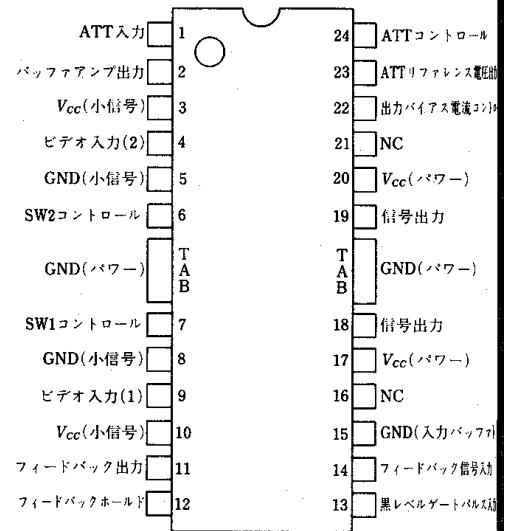 ATT入力 1
バッファアンプ出力 2
Vcc(小信号) 3
ビデオ入力(2) 4
GND(小信号) 5
SW2コントロール 6
GND(パワー) TAB
SW1コントロール 7
GND(小信号) 8
ビデオ入力(1) 9
Vcc(小信号) 10
フィードバック出力 11
フィードバックホールド 12
24 ATTコントロール
23 ATTリファレンス電圧出力
22 出力バイアス電流コントロ
21 NC
20 Vcc(パワー)
19 信号出力
TAB GND(パワー)
18 信号出力
17 Vcc(パワー)
16 NC
15 GND(入力バッファ)
14 フィードバック信号入力
13 黒レベルゲートパルス入力